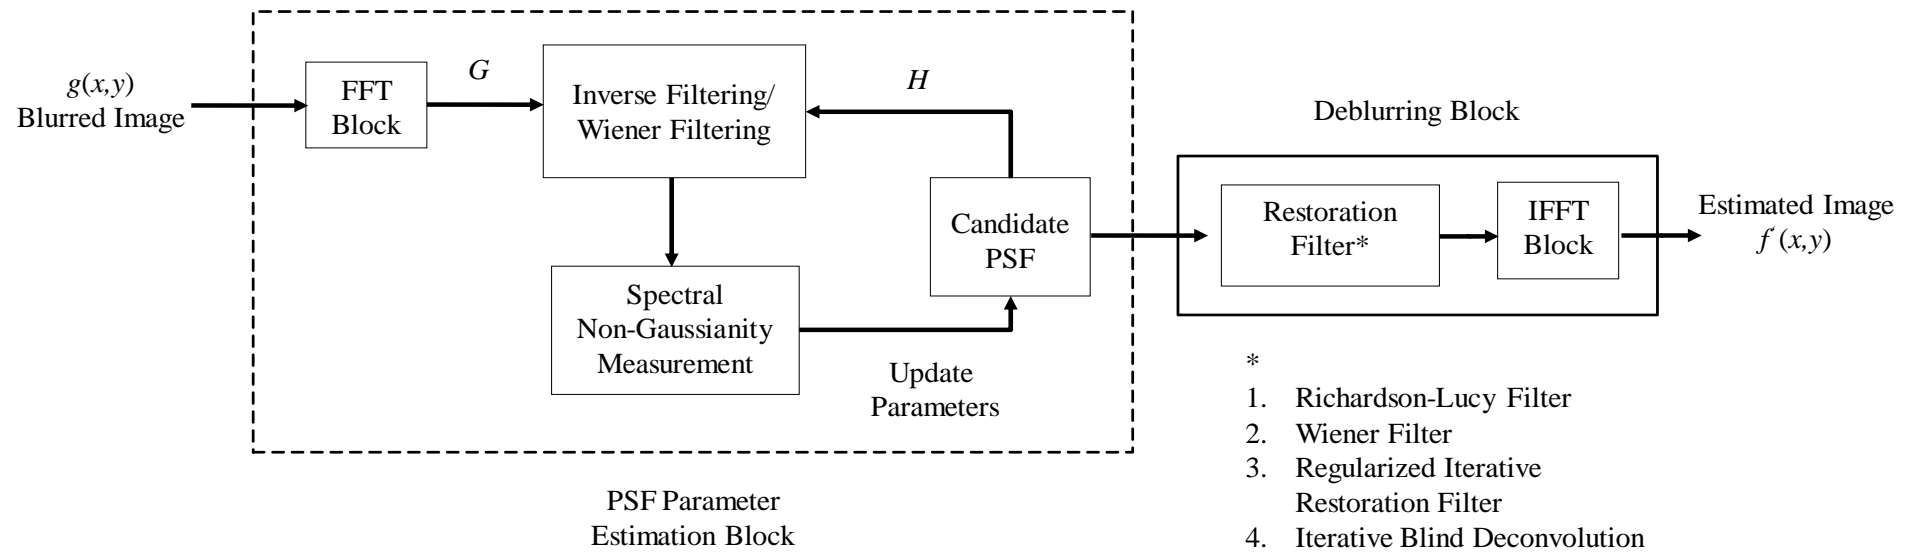 g(x,y)
Blurred Image
FFT
Block
G
Inverse Filtering/
Wiener Filtering
H
Spectral
Non-Gaussianity
Measurement
Update
Parameters
Candidate
PSF
PSF Parameter
Estimation Block
Deblurring Block
Restoration
Filter*
IFFT
Block
Estimated Image
f'(x,y)
*
1. Richardson-Lucy Filter
2. Wiener Filter
3. Regularized Iterative
Restoration Filter
4. Iterative Blind Deconvolution